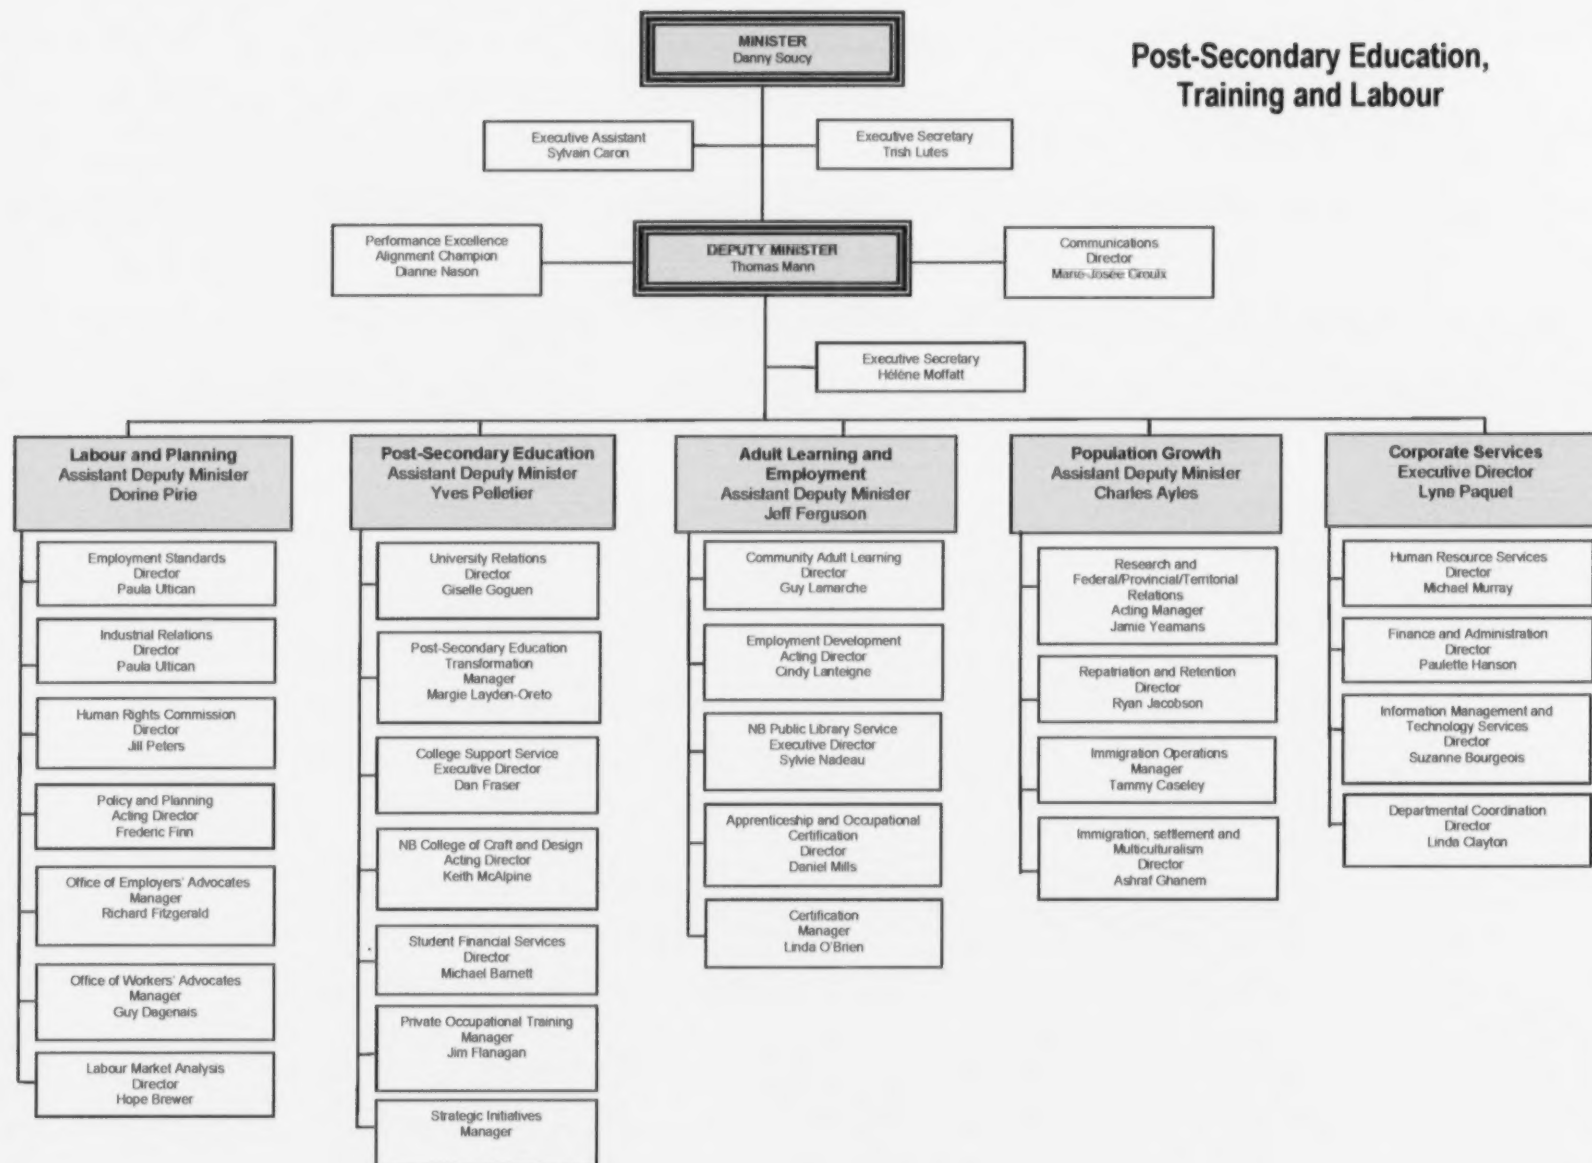 Post-Secondary Education,
Training and Labour
MINISTER
Danny Soucy
Executive Assistant
Sylvain Caron
Executive Secretary
Trish Lutes
Performance Excellence
Alignment Champion
Dianne Nason
DEPUTY MINISTER
Thomas Mann
Communications
Director
Marie-Josée Groulx
Executive Secretary
Hélène Moffatt
Labour and Planning
Assistant Deputy Minister
Dorine Pirie
Employment Standards
Director
Paula Ultican
Industrial Relations
Director
Paula Ultican
Human Rights Commission
Director
Jill Peters
Policy and Planning
Acting Director
Frederic Finn
Office of Employers' Advocates
Manager
Richard Fitzgerald
Office of Workers' Advocates
Manager
Guy Dagenais
Labour Market Analysis
Director
Hope Brewer
Post-Secondary Education
Assistant Deputy Minister
Yves Pelletier
University Relations
Director
Giselle Goguen
Post-Secondary Education
Transformation
Manager
Margie Layden-Oreto
College Support Service
Executive Director
Dan Fraser
NB College of Craft and Design
Acting Director
Keith McAlpine
Student Financial Services
Director
Michael Barnett
Private Occupational Training
Manager
Jim Flanagan
Strategic Initiatives
Manager
Adult Learning and
Employment
Assistant Deputy Minister
Jeff Ferguson
Community Adult Learning
Director
Guy Lamarche
Employment Development
Acting Director
Cindy Lanteigne
NB Public Library Service
Executive Director
Sylvie Nadeau
Apprenticeship and Occupational
Certification
Director
Daniel Mills
Certification
Manager
Linda O'Brien
Population Growth
Assistant Deputy Minister
Charles Ayles
Research and
Federal/Provincial/Territorial
Relations
Acting Manager
Jamie Yeamans
Repatriation and Retention
Director
Ryan Jacobson
Immigration Operations
Manager
Tammy Caseley
Immigration, settlement and
Multiculturalism
Director
Ashraf Ghanem
Corporate Services
Executive Director
Lyne Paquet
Human Resource Services
Director
Michael Murray
Finance and Administration
Director
Paulette Hanson
Information Management and
Technology Services
Director
Suzanne Bourgeois
Departmental Coordination
Director
Linda Clayton